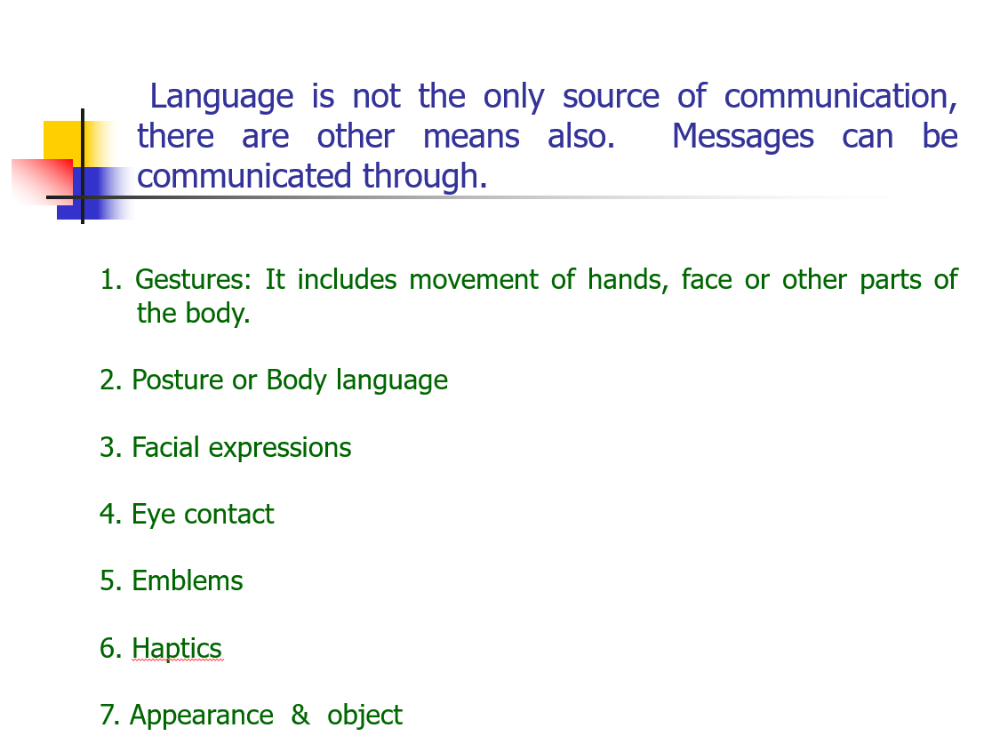 Language is not the only source of communication,
there are other means also. Messages can be
communicated through.
1. Gestures: It includes movement of hands, face or other parts of
the body.
2. Posture or Body language
3. Facial expressions
4. Eye contact
5. Emblems
6. Haptics
7. Appearance & object